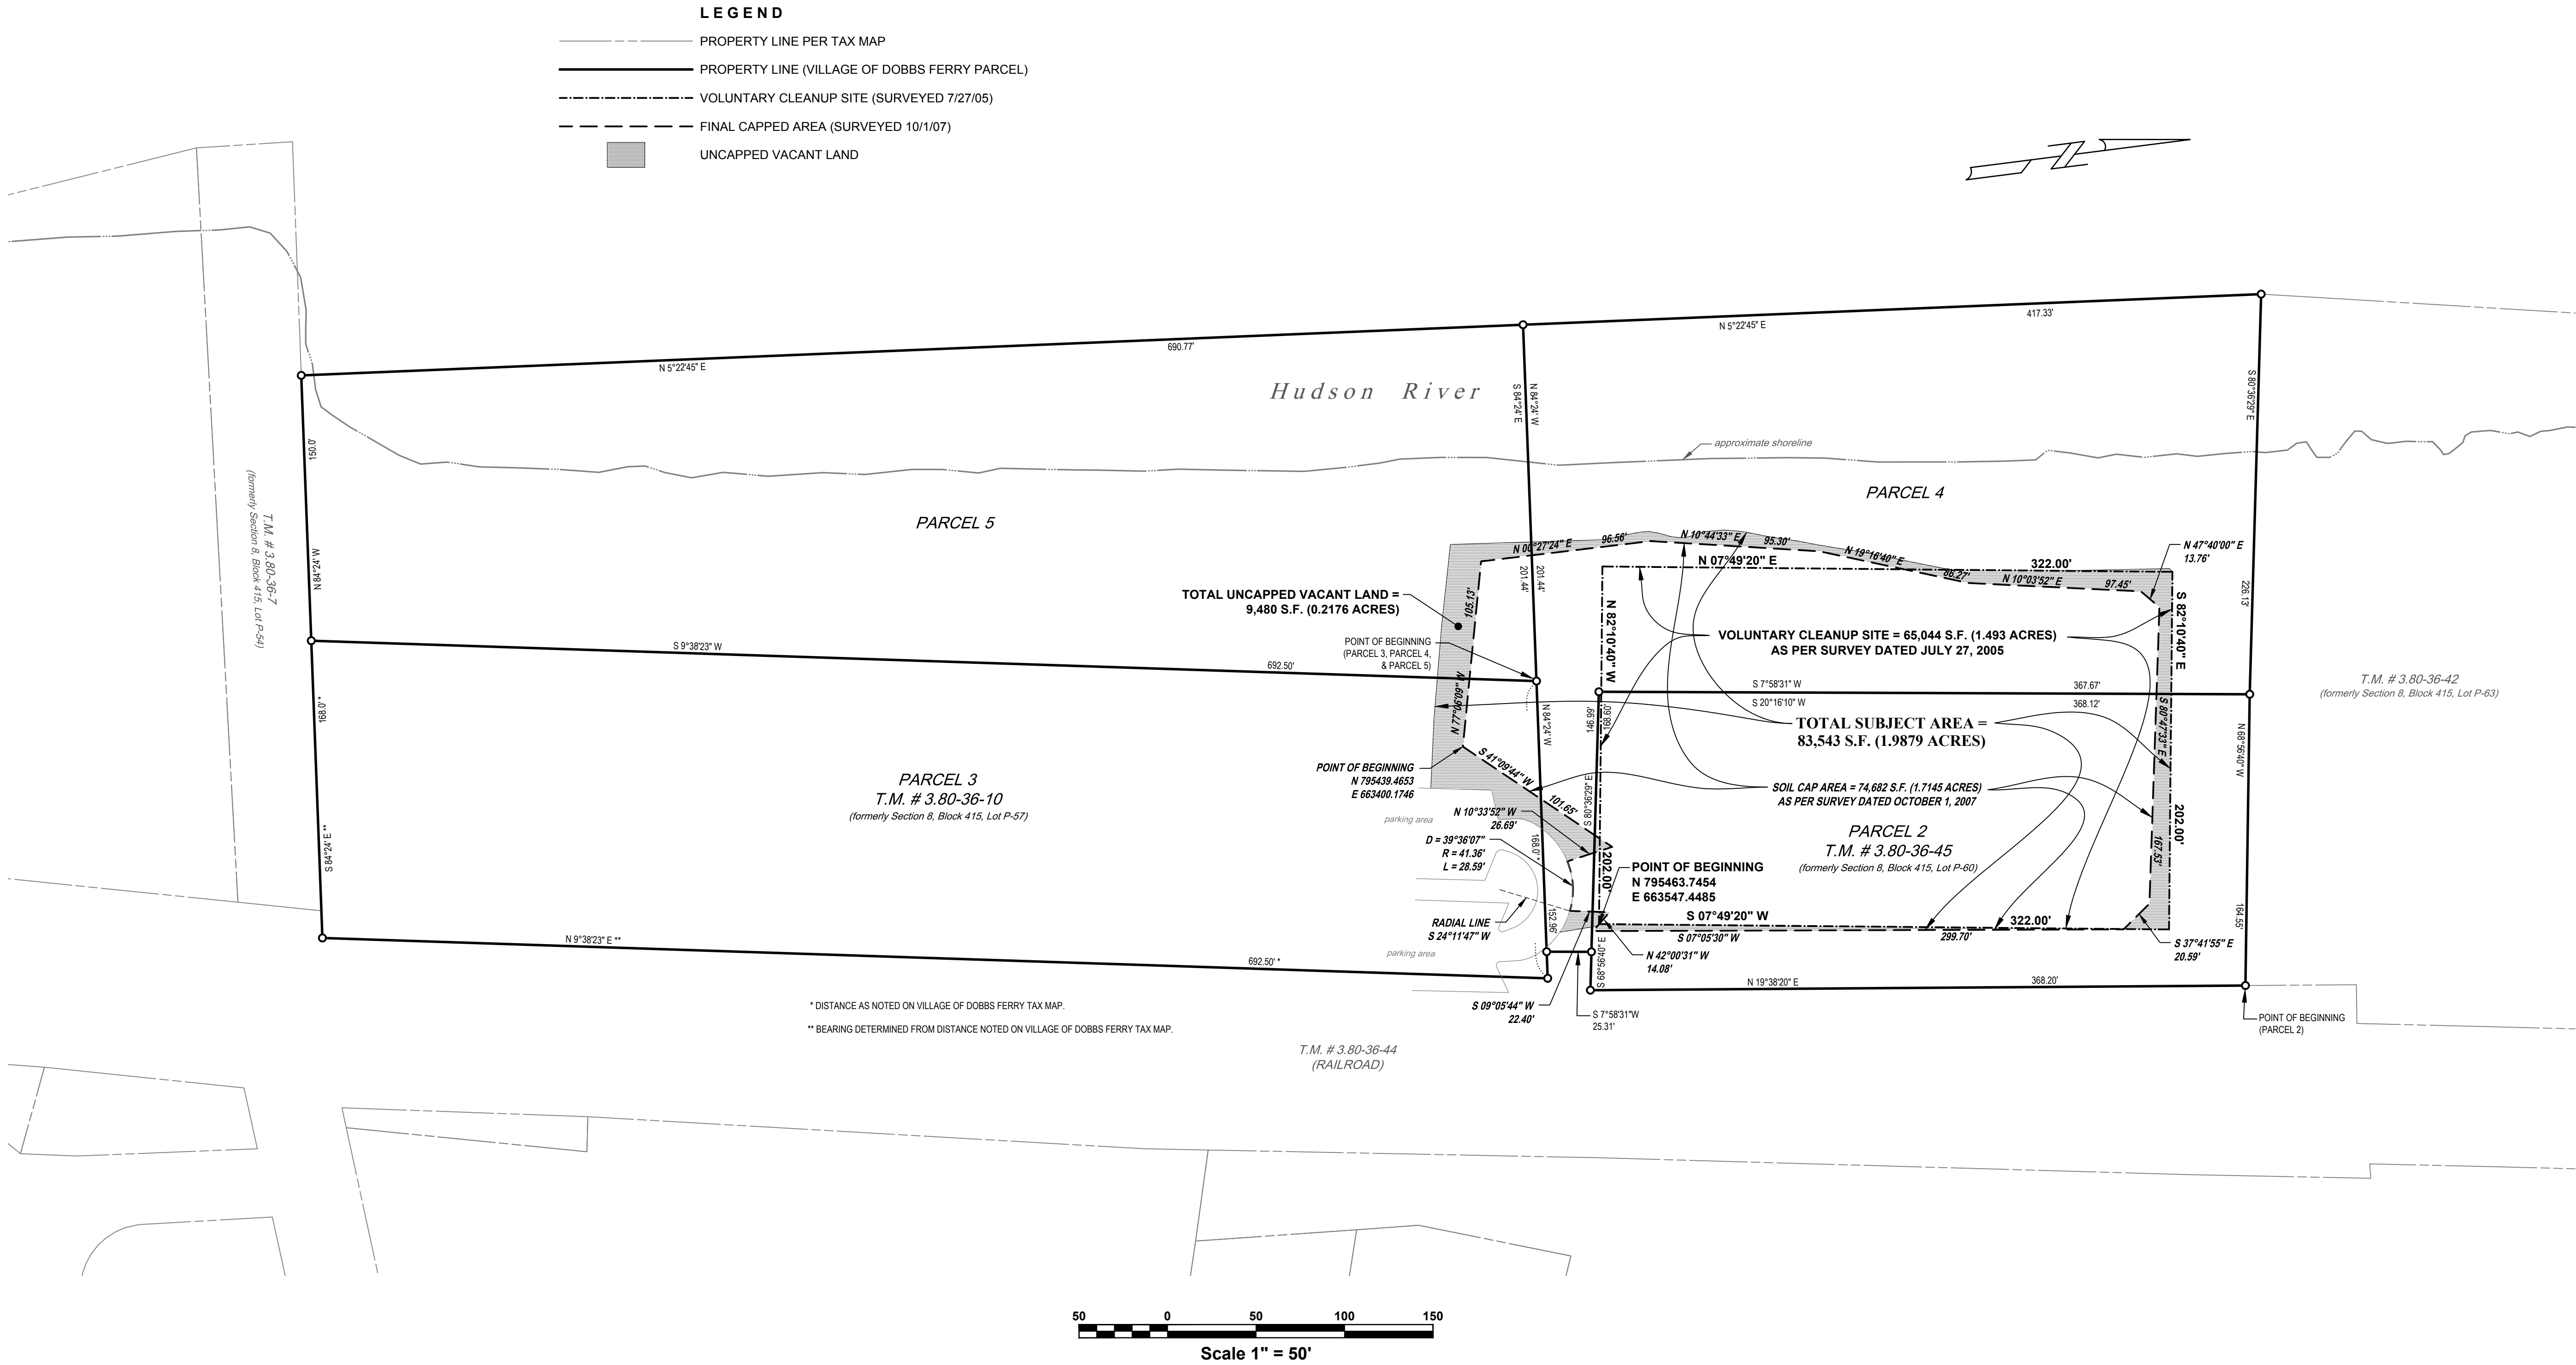 LEGEND
PROPERTY LINE PER TAX MAP
PROPERTY LINE (VILLAGE OF DOBBS FERRY PARCEL)
VOLUNTARY CLEANUP SITE (SURVEYED 7/27/05)
FINAL CAPPED AREA (SURVEYED 10/1/07)
UNCAPPED VACANT LAND
N
417.33'
N 5°22'45" E
690.77'
N 5°22'45" E
Hudson River
S 84°24' E
N 84°24' W
S 80°36'29" E
approximate shoreline
150.0'
N 84°24' W
T.M. # 3.80-36-7
(formerly Section 8, Block 415, Lot P-54)
PARCEL 4
PARCEL 5
N 00°27'24" E
96.56'
N 10°44'33" E
95.30'
N 19°16'40" E
86.27'
N 10°03'52" E
97.45'
N 47°40'00" E
13.76'
N 07°49'20" E
322.00'
201.44'
201.44'
226.13'
TOTAL UNCAPPED VACANT LAND =
9,480 S.F. (0.2176 ACRES)
105.13'
N 77°06'09" W
N 82°10'40" W
S 82°10'40" E
VOLUNTARY CLEANUP SITE = 65,044 S.F. (1.493 ACRES)
AS PER SURVEY DATED JULY 27, 2005
POINT OF BEGINNING
(PARCEL 3, PARCEL 4,
& PARCEL 5)
S 9°38'23" W
692.50'
S 7°58'31" W
367.67'
S 20°16'10" W
368.12'
T.M. # 3.80-36-42
(formerly Section 8, Block 415, Lot P-63)
168.0' *
S 84°24' E **
N 84°24' W
146.99'
168.60'
S 80°47'33" E
N 68°56'40" W
TOTAL SUBJECT AREA =
83,543 S.F. (1.9879 ACRES)
S 41°09'44" W
101.65'
POINT OF BEGINNING
N 795439.4653
E 663400.1746
S 80°36'29" E
SOIL CAP AREA = 74,682 S.F. (1.7145 ACRES)
AS PER SURVEY DATED OCTOBER 1, 2007
PARCEL 3
T.M. # 3.80-36-10
(formerly Section 8, Block 415, Lot P-57)
parking area
N 10°33'52" W
26.69'
168.0' *
202.00'
202.00'
167.53'
PARCEL 2
T.M. # 3.80-36-45
(formerly Section 8, Block 415, Lot P-60)
D = 39°36'07"
R = 41.36'
L = 28.59'
POINT OF BEGINNING
N 795463.7454
E 663547.4485
RADIAL LINE
S 24°11'47" W
152.96'
S 07°49'20" W
322.00'
164.55'
S 07°05'30" W
299.70'
S 37°41'55" E
20.59'
N 9°38'23" E **
692.50' *
parking area
N 42°00'31" W
14.08'
S 68°56'40" E
N 19°38'20" E
368.20'
S 09°05'44" W
22.40'
S 7°58'31"W
25.31'
POINT OF BEGINNING
(PARCEL 2)
* DISTANCE AS NOTED ON VILLAGE OF DOBBS FERRY TAX MAP.
** BEARING DETERMINED FROM DISTANCE NOTED ON VILLAGE OF DOBBS FERRY TAX MAP.
T.M. # 3.80-36-44
(RAILROAD)
50 0 50 100 150
Scale 1" = 50'